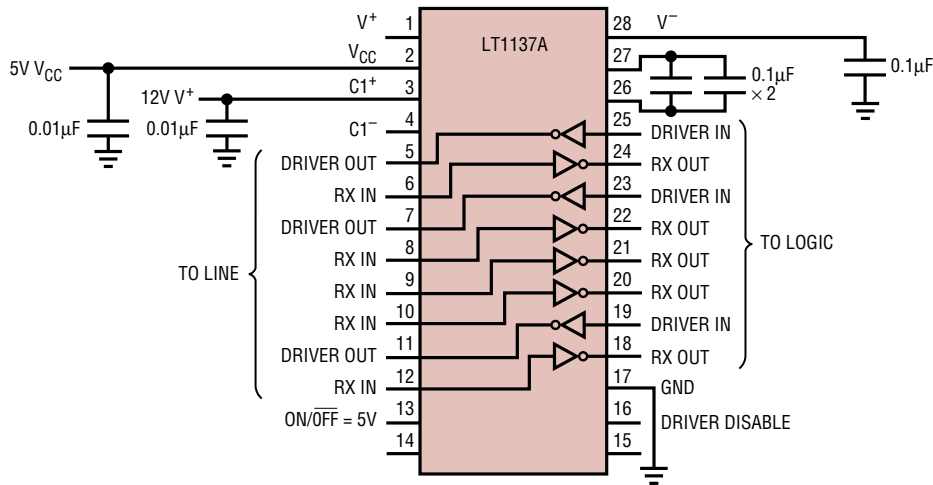 LT1137A
V+ 1
VCC 2
5V VCC
C1+ 3
12V V+
0.01µF
0.01µF
C1– 4
DRIVER OUT 5
RX IN 6
DRIVER OUT 7
RX IN 8
TO LINE
RX IN 9
RX IN 10
DRIVER OUT 11
RX IN 12
ON/OFF = 5V 13
14
28 V–
0.1µF
27
0.1µF
× 2
26
25 DRIVER IN
24 RX OUT
23 DRIVER IN
22 RX OUT
TO LOGIC
21 RX OUT
20 RX OUT
19 DRIVER IN
18 RX OUT
17 GND
16 DRIVER DISABLE
15